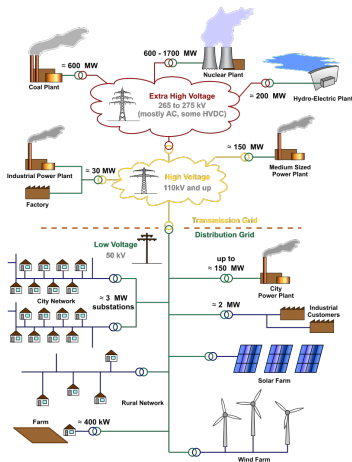 600 - 1700 MW
≈ 600 MW
Coal Plant
Nuclear Plant
Extra High Voltage
265 to 275 kV
(mostly AC, some HVDC)
≈ 200 MW
Hydro-Electric Plant
≈ 150 MW
Industrial Power Plant
≈ 30 MW
High Voltage
110kV and up
Medium Sized
Power Plant
Factory
Transmission Grid
Distribution Grid
Low Voltage
50 kV
up to
≈ 150 MW
City Network
≈ 3 MW
substations
City
Power Plant
≈ 2 MW
Industrial
Customers
Solar Farm
Rural Network
Farm
≈ 400 kW
Wind Farm